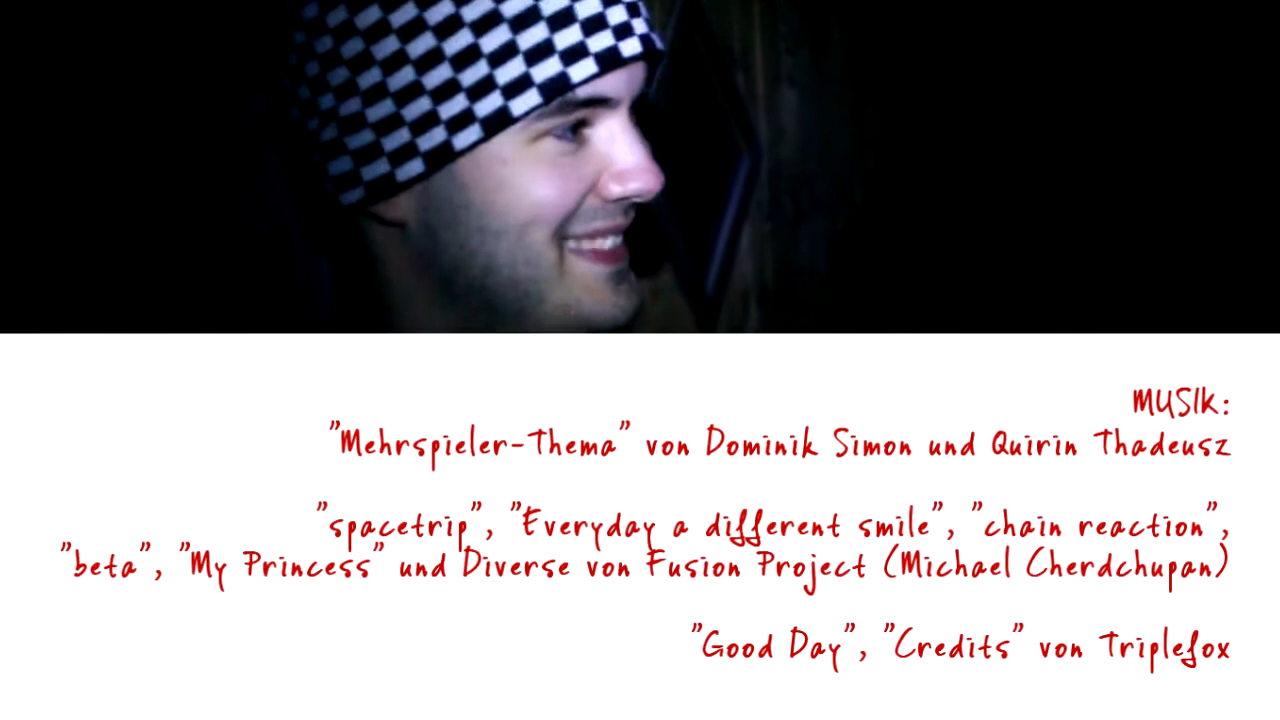 MUSIK:
"Mehrspieler-Thema" von Dominik Simon und Quirin Thadeusz
"spacetrip", "Everyday a different smile", "chain reaction",
"beta", "My Princess" und Diverse von Fusion Project (Michael Cherdchupan)
"Good Day", "Credits" von Triplefox